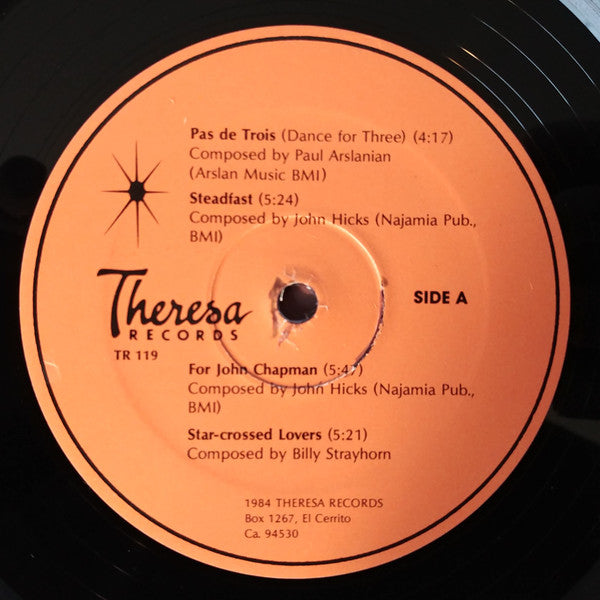 Pas de Trois (Dance for Three) (4:17)
Composed by Paul Arslanian
(Arslan Music BMI)
Steadfast (5:24)
Composed by John Hicks (Najamia Pub.,
BMI)
Theresa
RECORDS
TR 119
SIDE A
For John Chapman (5:47)
Composed by John Hicks (Najamia Pub.,
BMI)
Star-crossed Lovers (5:21)
Composed by Billy Strayhorn
1984 THERESA RECORDS
Box 1267, El Cerrito
Ca. 94530